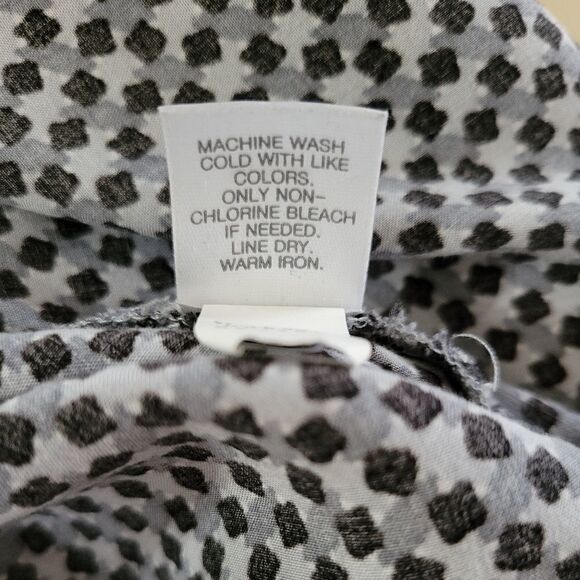 MACHINE WASH
COLD WITH LIKE
COLORS.
ONLY NON-
CHLORINE BLEACH
IF NEEDED.
LINE DRY.
WARM IRON.